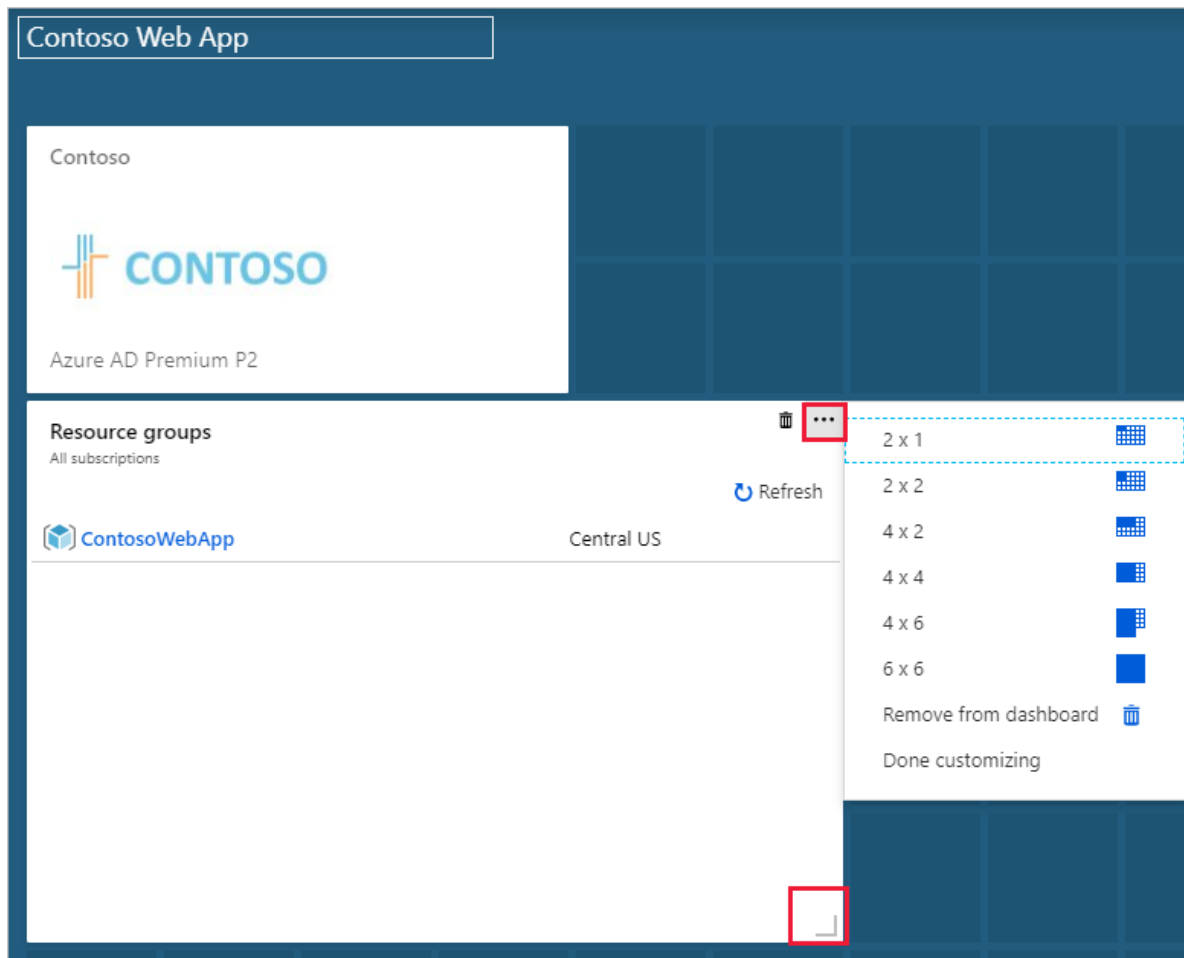 Contoso Web App
Contoso
CONTOSO
Azure AD Premium P2
Resource groups
All subscriptions
Refresh
ContosoWebApp Central US
2 x 1
2 x 2
4 x 2
4 x 4
4 x 6
6 x 6
Remove from dashboard
Done customizing